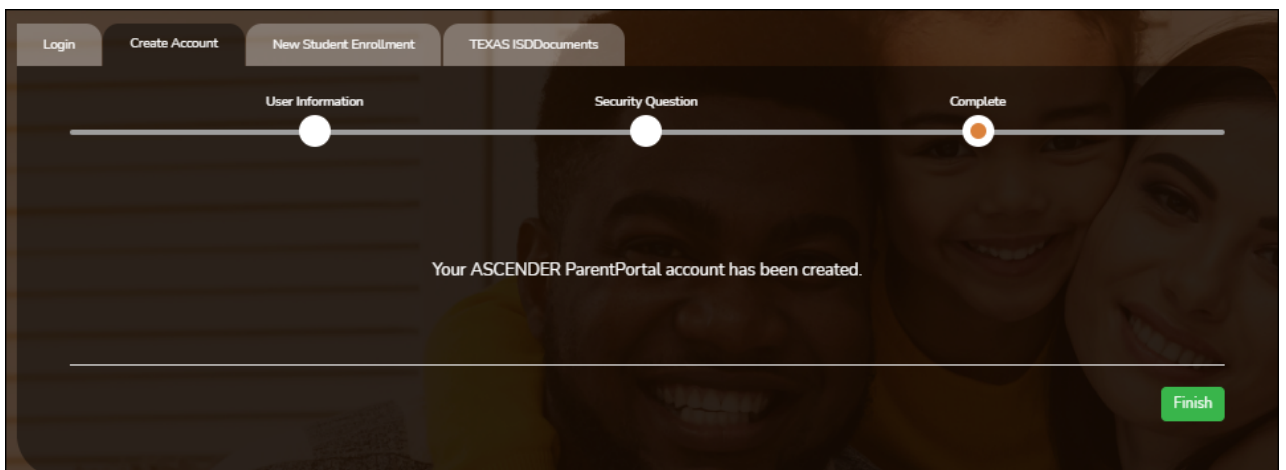 Login Create Account New Student Enrollment TEXAS ISDDocuments
User Information Security Question Complete
Your ASCENDER ParentPortal account has been created.
Finish